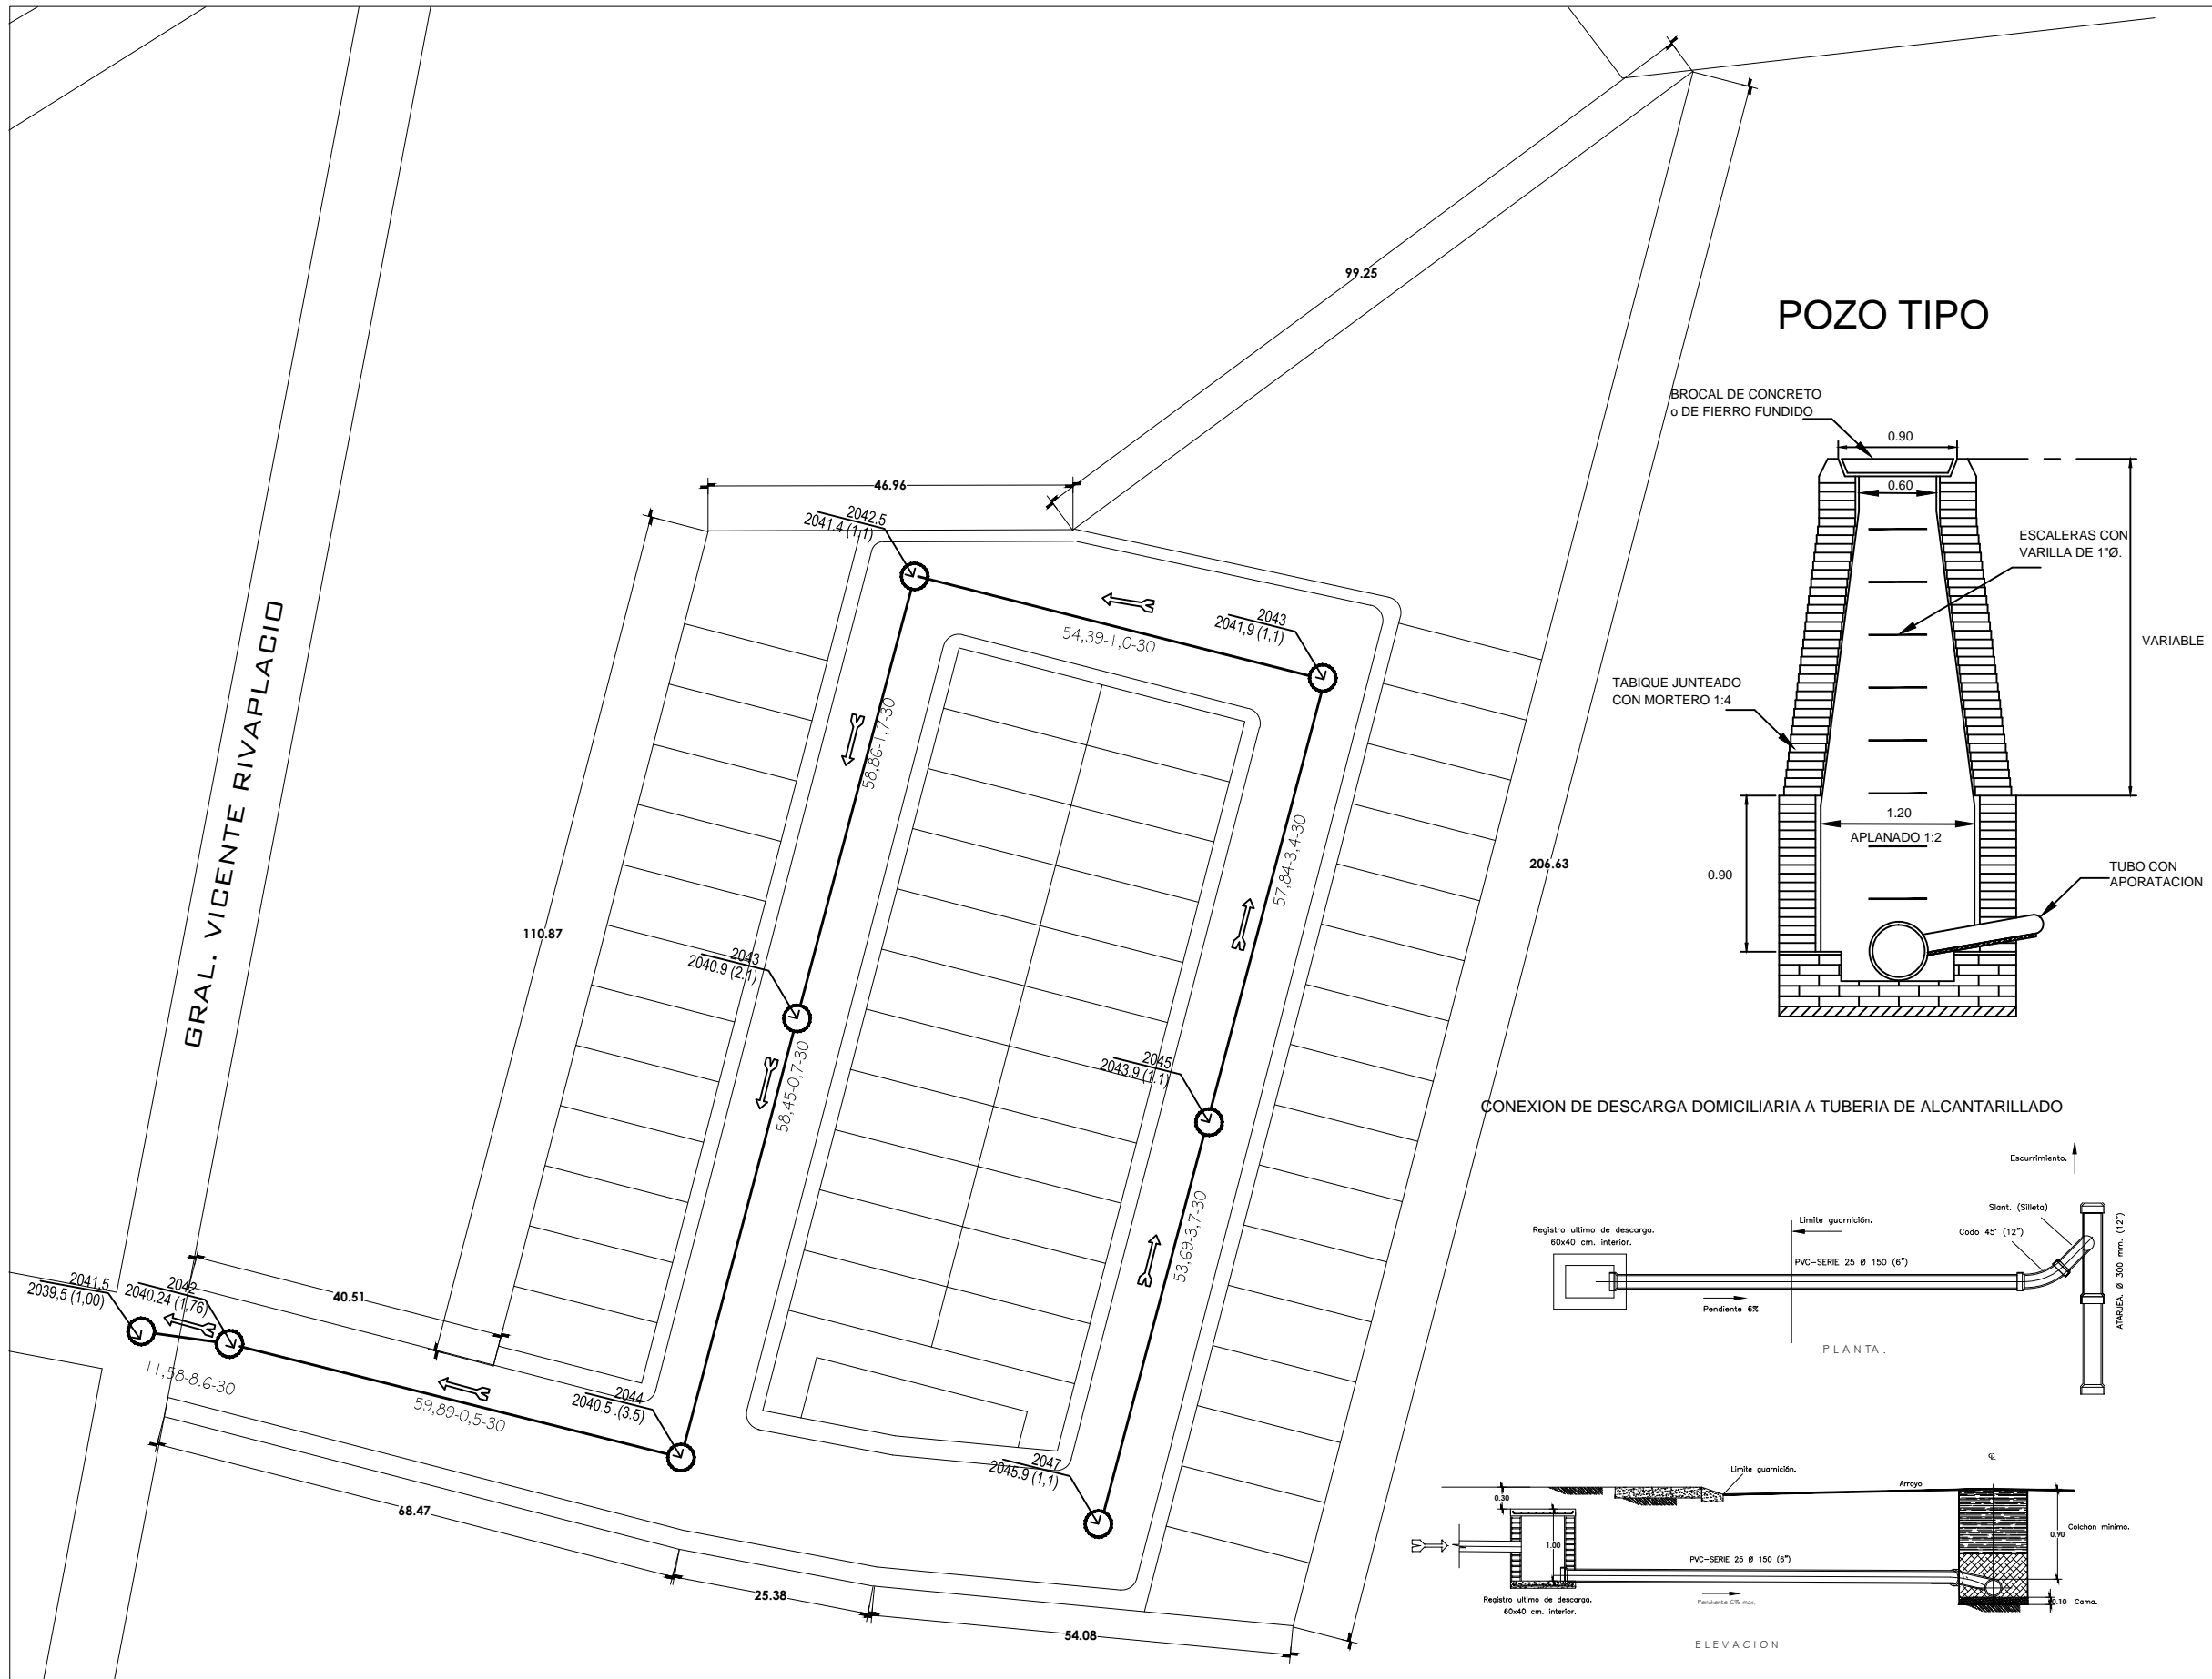 99.25
POZO TIPO
BROCAL DE CONCRETO
o DE FIERRO FUNDIDO
0.90
0.60
ESCALERAS CON
VARILLA DE 1"Ø.
VARIABLE
TABIQUE JUNTEADO
CON MORTERO 1:4
1.20
APLANADO 1:2
0.90
TUBO CON
APORATACION
46.96
2042.5
2041.4 (1,1)
2043
2041,9 (1,1)
54,39-1,0-30
58,86-1,7-30
57,84-3,4-30
206.63
110.87
GRAL. VICENTE RIVAPLACIO
2043
2040.9 (2.1)
58,45-0,7-30
2045
2043.9 (1.1)
53,69-3,7-30
2041.5
2039,5 (1,00)
2042
2040.24 (1,76)
40.51
11,58-8.6-30
59,89-0,5-30
2044
2040.5 .(3.5)
2047
2045.9 (1,1)
68.47
25.38
54.08
CONEXION DE DESCARGA DOMICILIARIA A TUBERIA DE ALCANTARILLADO
Escurrimiento.
Slant. (Silleta)
Codo 45° (12")
Limite guarnición.
Registro ultimo de descarga.
60x40 cm. interior.
PVC-SERIE 25 Ø 150 (6")
Pendiente 6%
ATARJEA. Ø 300 mm. (12")
PLANTA.
Limite guarnición.
Arroyo
0.30
1.00
0.90
Colchon minimo.
PVC-SERIE 25 Ø 150 (6")
Pendiente 6% max.
Registro ultimo de descarga.
60x40 cm. interior.
0.10 Cama.
ELEVACION